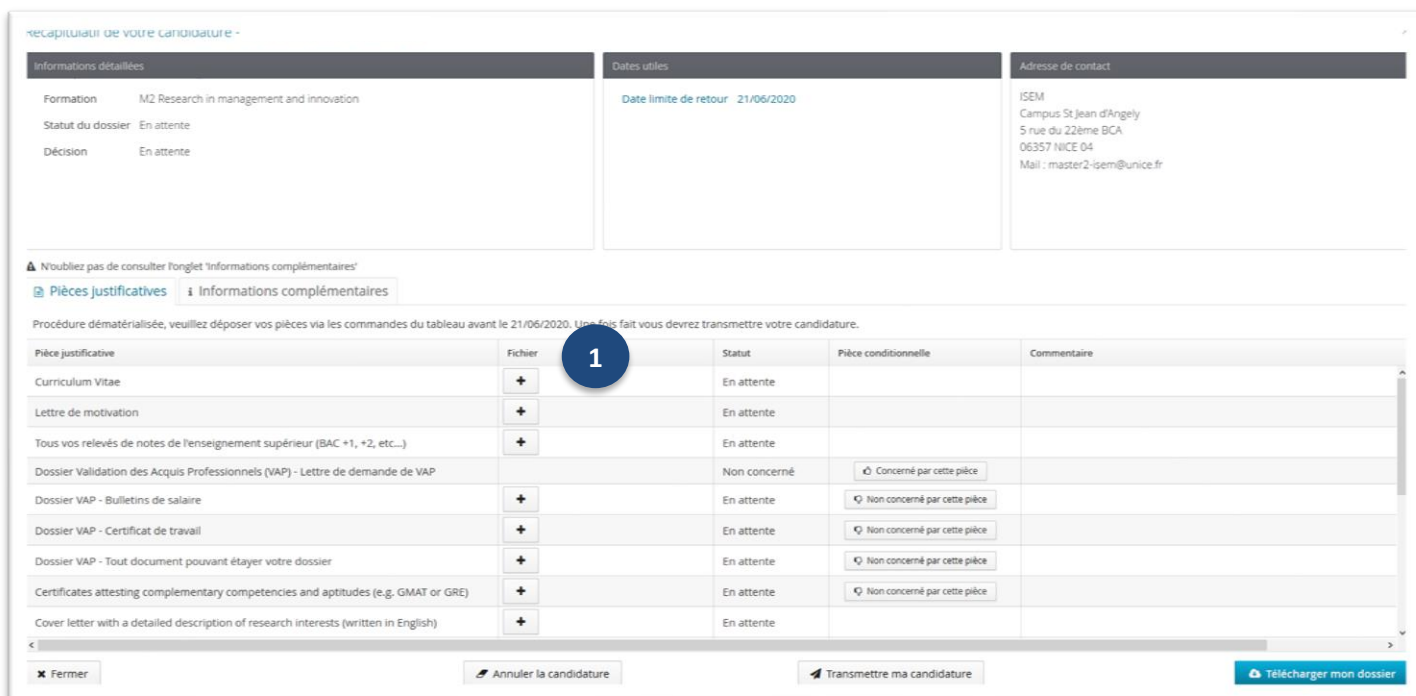 Récapitulatif de votre candidature -
Informations détaillées
Formation M2 Research in management and innovation
Statut du dossier En attente
Décision En attente
Dates utiles
Date limite de retour 21/06/2020
Adresse de contact
ISEM
Campus St Jean d'Angely
5 rue du 22ème BCA
06357 NICE 04
Mail : master2-isem@unice.fr
N'oubliez pas de consulter l'onglet 'Informations complémentaires'
Pièces justificatives i Informations complémentaires
Procédure dématérialisée, veuillez déposer vos pièces via les commandes du tableau avant le 21/06/2020. Une fois fait vous devrez transmettre votre candidature.
Pièce justificative Fichier 1 Statut Pièce conditionnelle Commentaire
Curriculum Vitae + En attente
Lettre de motivation + En attente
Tous vos relevés de notes de l'enseignement supérieur (BAC +1, +2, etc...) + En attente
Dossier Validation des Acquis Professionnels (VAP) - Lettre de demande de VAP Non concerné Concerné par cette pièce
Dossier VAP - Bulletins de salaire + En attente Non concerné par cette pièce
Dossier VAP - Certificat de travail + En attente Non concerné par cette pièce
Dossier VAP - Tout document pouvant étayer votre dossier + En attente Non concerné par cette pièce
Certificates attesting complementary competencies and aptitudes (e.g. GMAT or GRE) + En attente Non concerné par cette pièce
Cover letter with a detailed description of research interests (written in English) + En attente
Fermer Annuler la candidature Transmettre ma candidature Télécharger mon dossier